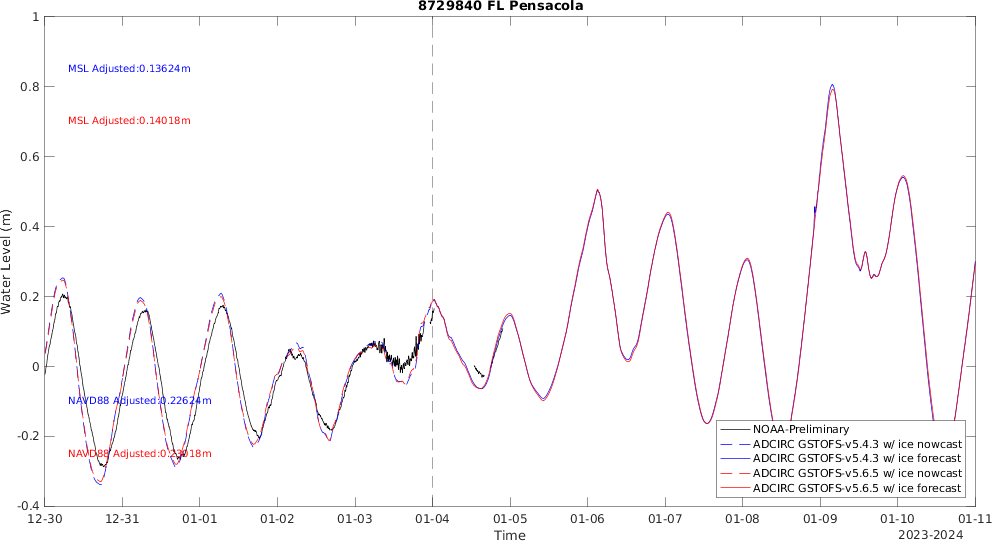 8729840 FL Pensacola
1
0.8
0.6
0.4
0.2
0
-0.2
-0.4
Water Level (m)
MSL Adjusted:0.13624m
MSL Adjusted:0.14018m
NAVD88 Adjusted:0.22624m
NAVD88 Adjusted:0.23018m
NOAA-Preliminary
ADCIRC GSTOFS-v5.4.3 w/ ice nowcast
ADCIRC GSTOFS-v5.4.3 w/ ice forecast
ADCIRC GSTOFS-v5.6.5 w/ ice nowcast
ADCIRC GSTOFS-v5.6.5 w/ ice forecast
12-30 12-31 01-01 01-02 01-03 01-04 01-05 01-06 01-07 01-08 01-09 01-10 01-11
Time
2023-2024